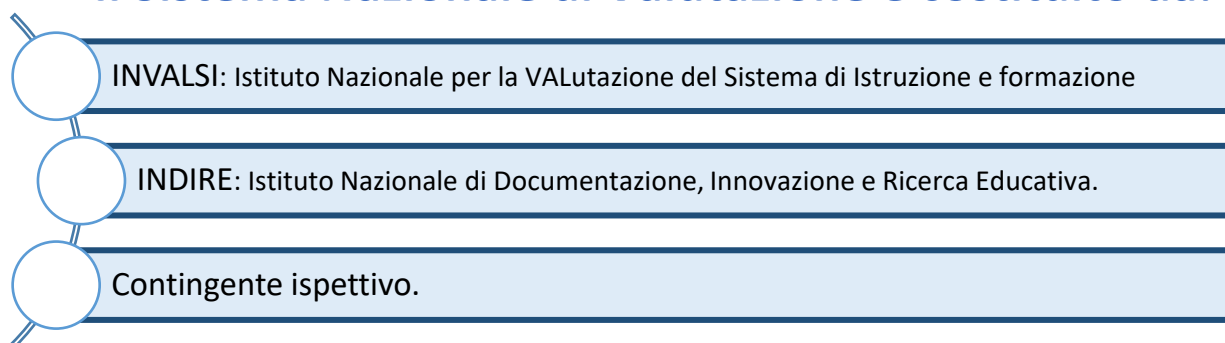 INVALSI: Istituto Nazionale per la VALutazione del Sistema di Istruzione e formazione
INDIRE: Istituto Nazionale di Documentazione, Innovazione e Ricerca Educativa.
Contingente ispettivo.